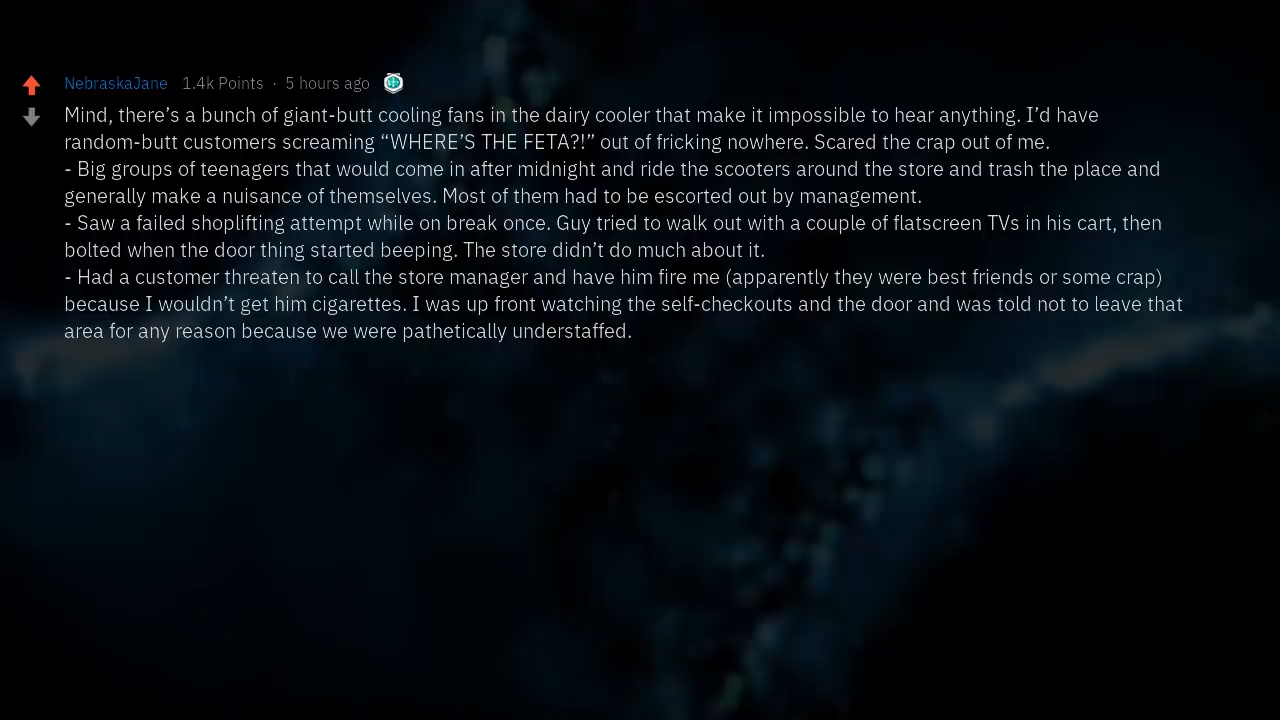 NebraskaJane 1.4k Points · 5 hours ago
Mind, there’s a bunch of giant-butt cooling fans in the dairy cooler that make it impossible to hear anything. I’d have
random-butt customers screaming “WHERE’S THE FETA?!” out of fricking nowhere. Scared the crap out of me.
- Big groups of teenagers that would come in after midnight and ride the scooters around the store and trash the place and
generally make a nuisance of themselves. Most of them had to be escorted out by management.
- Saw a failed shoplifting attempt while on break once. Guy tried to walk out with a couple of flatscreen TVs in his cart, then
bolted when the door thing started beeping. The store didn’t do much about it.
- Had a customer threaten to call the store manager and have him fire me (apparently they were best friends or some crap)
because I wouldn’t get him cigarettes. I was up front watching the self-checkouts and the door and was told not to leave that
area for any reason because we were pathetically understaffed.